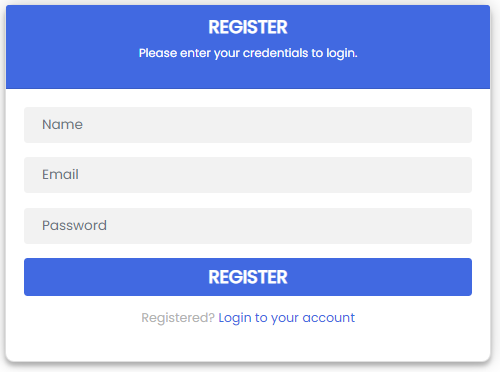 REGISTER
Please enter your credentials to login.
Name
Email
Password
REGISTER
Registered? Login to your account